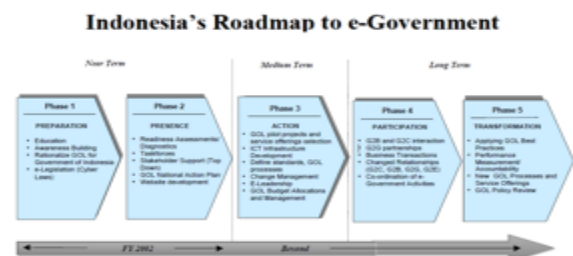 Indonesia's Roadmap to e-Government
Near Term
Medium Term
Long Term
Phase 1
PREPARATION
• Education
• Awareness Building
• Rationalize GOL for
Government of Indonesia
• e-Legislation (Cyber
Laws)
Phase 2
PRESENCE
• Readiness Assessments/
Diagnostics
• Taskforces
• Stakeholder Support (Top
Down)
• GOL National Action Plan
• Website development
Phase 3
ACTION
• GOL pilot projects and
service offerings selection
• ICT Infrastructure
Development
• Define standards, GOL
processes
• Change Management
• E-Leadership
• GOL Budget Allocations
and Management
Phase 4
PARTICIPATION
• G2B and G2C interaction
G2G partnerships
• Business Transactions
• Changed Relationships
(G2C, G2B, G2G, G2E)
• Co-ordination of e-
Government Activities
Phase 5
TRANSFORMATION
• Applying GOL Best
Practices
• Performance
Measurement/
Accountability
• New GOL Processes and
Service Offerings
• GOL Policy Review
FY 2002
Beyond